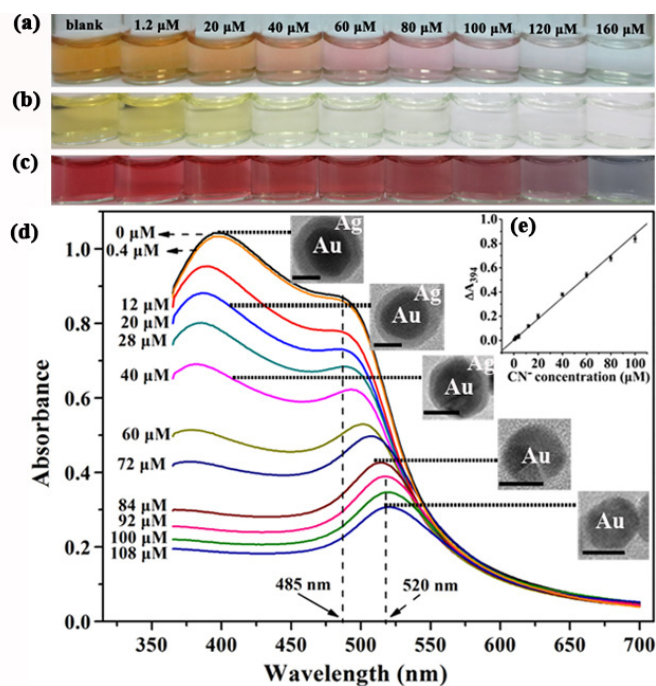 (a)
blank 1.2 μM 20 μM 40 μM 60 μM 80 μM 100 μM 120 μM 160 μM
(b)
(c)
(d)
0 μM
0.4 μM
12 μM
20 μM
28 μM
40 μM
60 μM
72 μM
84 μM
92 μM
100 μM
108 μM
Ag
Au
Ag
Au
Ag
Au
Au
Au
485 nm
520 nm
Absorbance
1.0
0.8
0.6
0.4
0.2
0.0
350 400 450 500 550 600 650 700
Wavelength (nm)
(e)
ΔA394
1.0
0.8
0.6
0.4
0.2
0.0
0 20 40 60 80 100
CN⁻ concentration (μM)